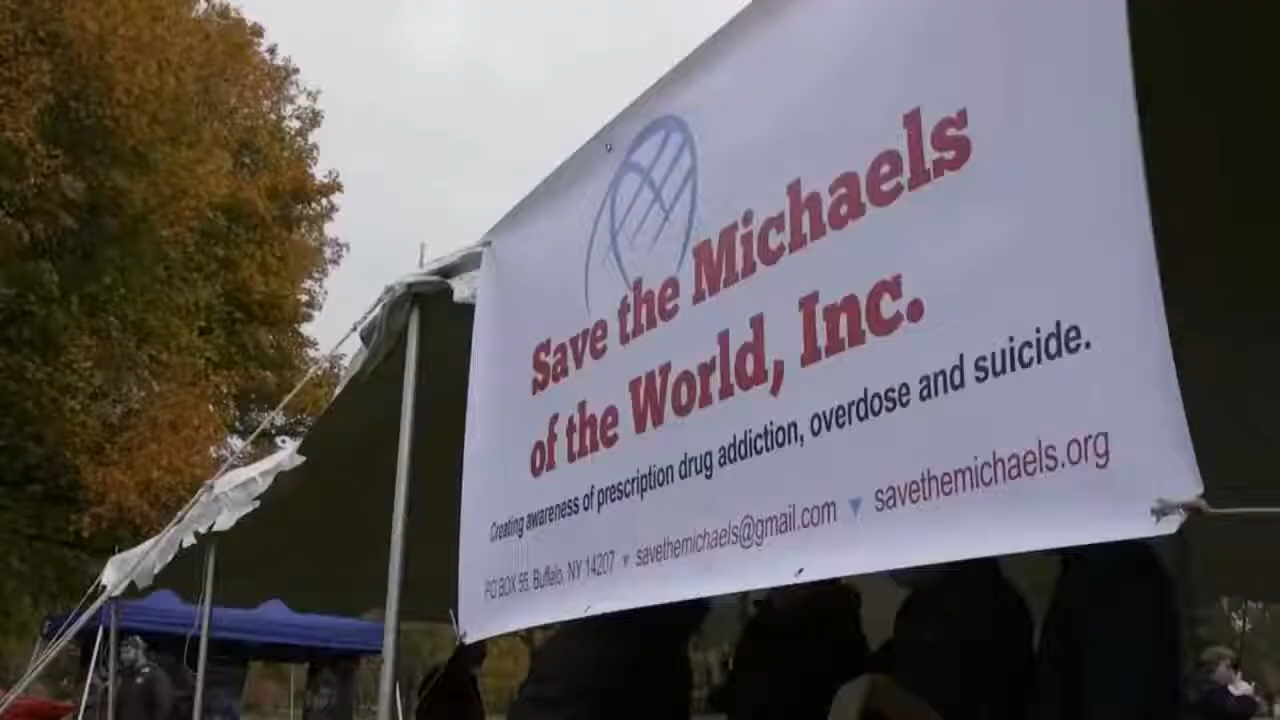 Save the Michaels
of the World, Inc.
Creating awareness of prescription drug addiction, overdose and suicide.
PO BOX 55, Buffalo, NY 14207 savethemichaels@gmail.com savethemichaels.org